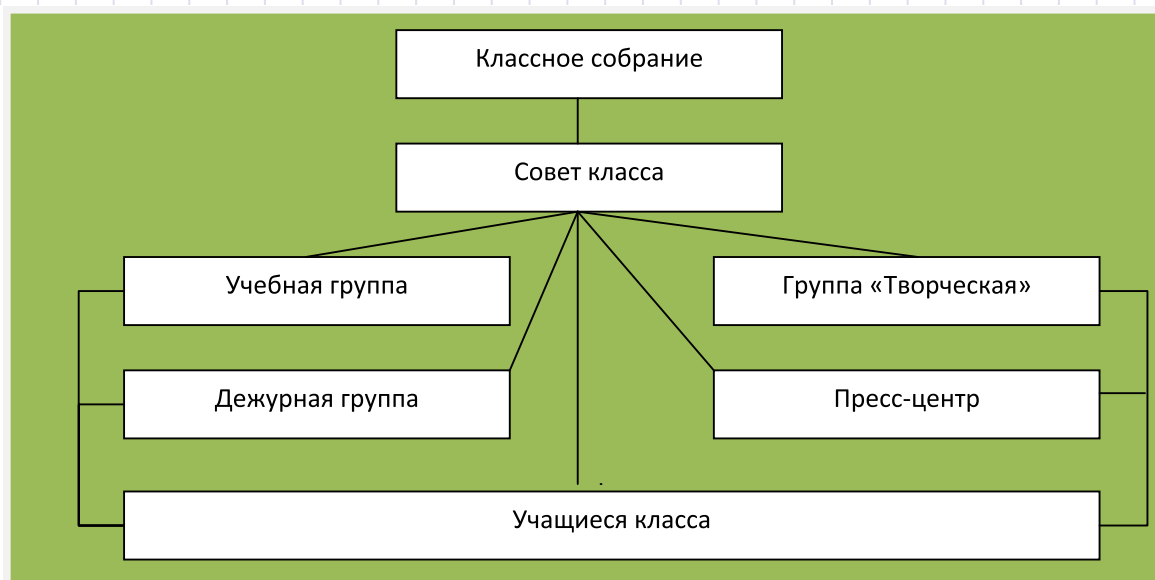 Классное собрание
Совет класса
Учебная группа
Группа «Творческая»
Дежурная группа
Пресс-центр
Учащиеся класса